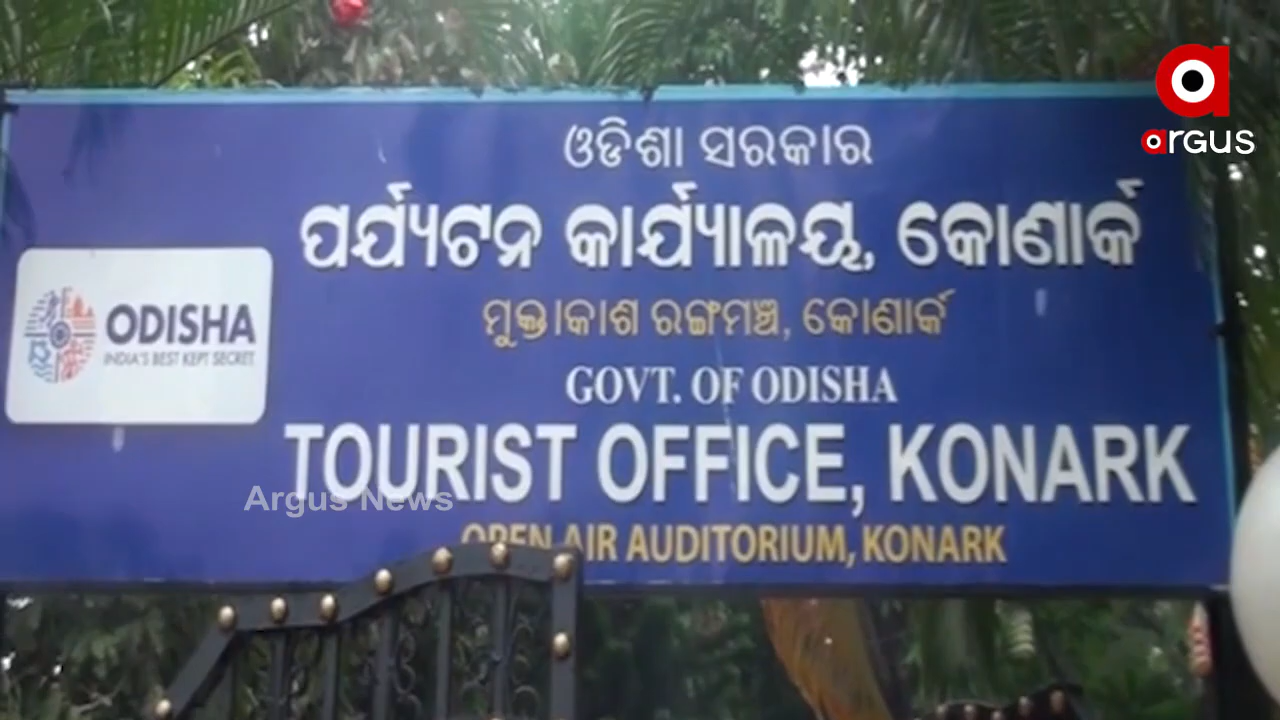 argus
ଓଡିଶା ସରକାର
ପର୍ଯ୍ୟଟନ କାର୍ଯ୍ୟାଳୟ, କୋଣାର୍କ
ମୁକ୍ତାକାଶ ରଙ୍ଗମଞ୍ଚ, କୋଣାର୍କ
ODISHA
INDIA'S BEST KEPT SECRET
GOVT. OF ODISHA
TOURIST OFFICE, KONARK
Argus News
OPEN AIR AUDITORIUM, KONARK